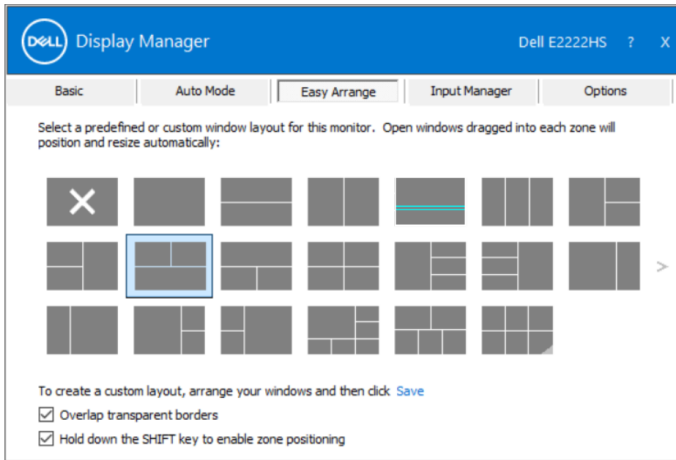 DELL Display Manager Dell E2222HS ? X
Basic Auto Mode Easy Arrange Input Manager Options
Select a predefined or custom window layout for this monitor. Open windows dragged into each zone will
position and resize automatically:
>
To create a custom layout, arrange your windows and then click Save
Overlap transparent borders
Hold down the SHIFT key to enable zone positioning